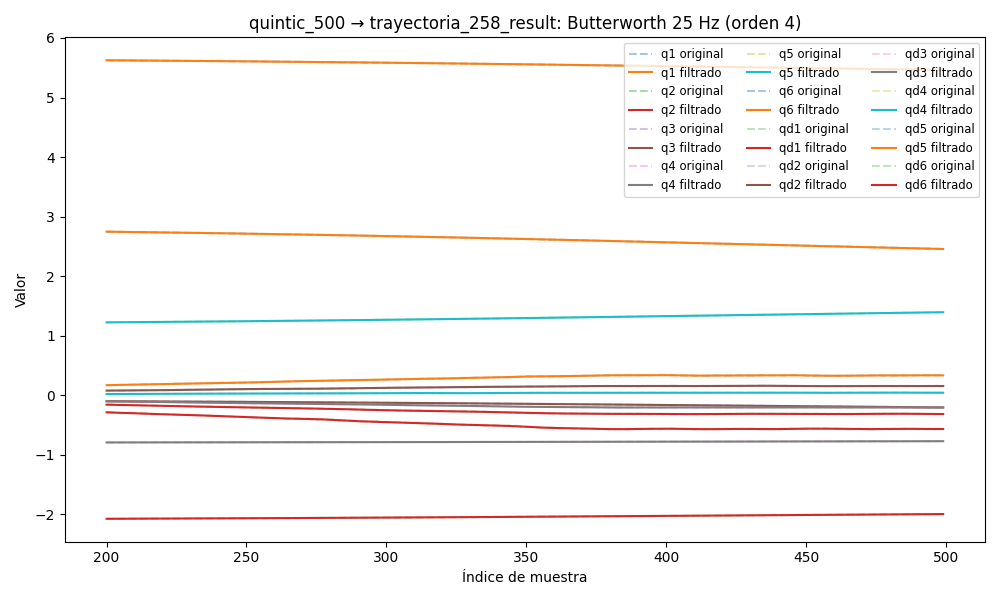 quintic_500 → trayectoria_258_result: Butterworth 25 Hz (orden 4)
6
5
4
3
2
1
0
−1
−2
Valor
q1 original
q1 filtrado
q2 original
q2 filtrado
q3 original
q3 filtrado
q4 original
q4 filtrado
q5 original
q5 filtrado
q6 original
q6 filtrado
qd1 original
qd1 filtrado
qd2 original
qd2 filtrado
qd3 original
qd3 filtrado
qd4 original
qd4 filtrado
qd5 original
qd5 filtrado
qd6 original
qd6 filtrado
200 250 300 350 400 450 500
Índice de muestra